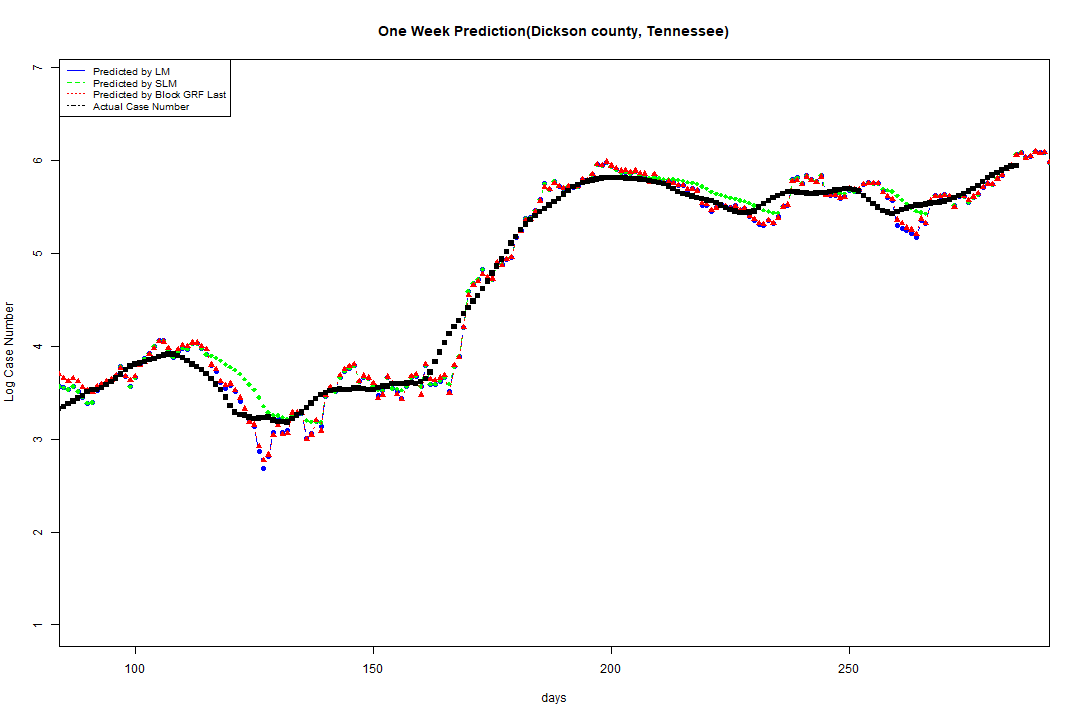 One Week Prediction(Dickson county, Tennessee)
Predicted by LM
Predicted by SLM
Predicted by Block GRF Last
Actual Case Number
7
6
5
4
3
2
1
Log Case Number
100 150 200 250
days